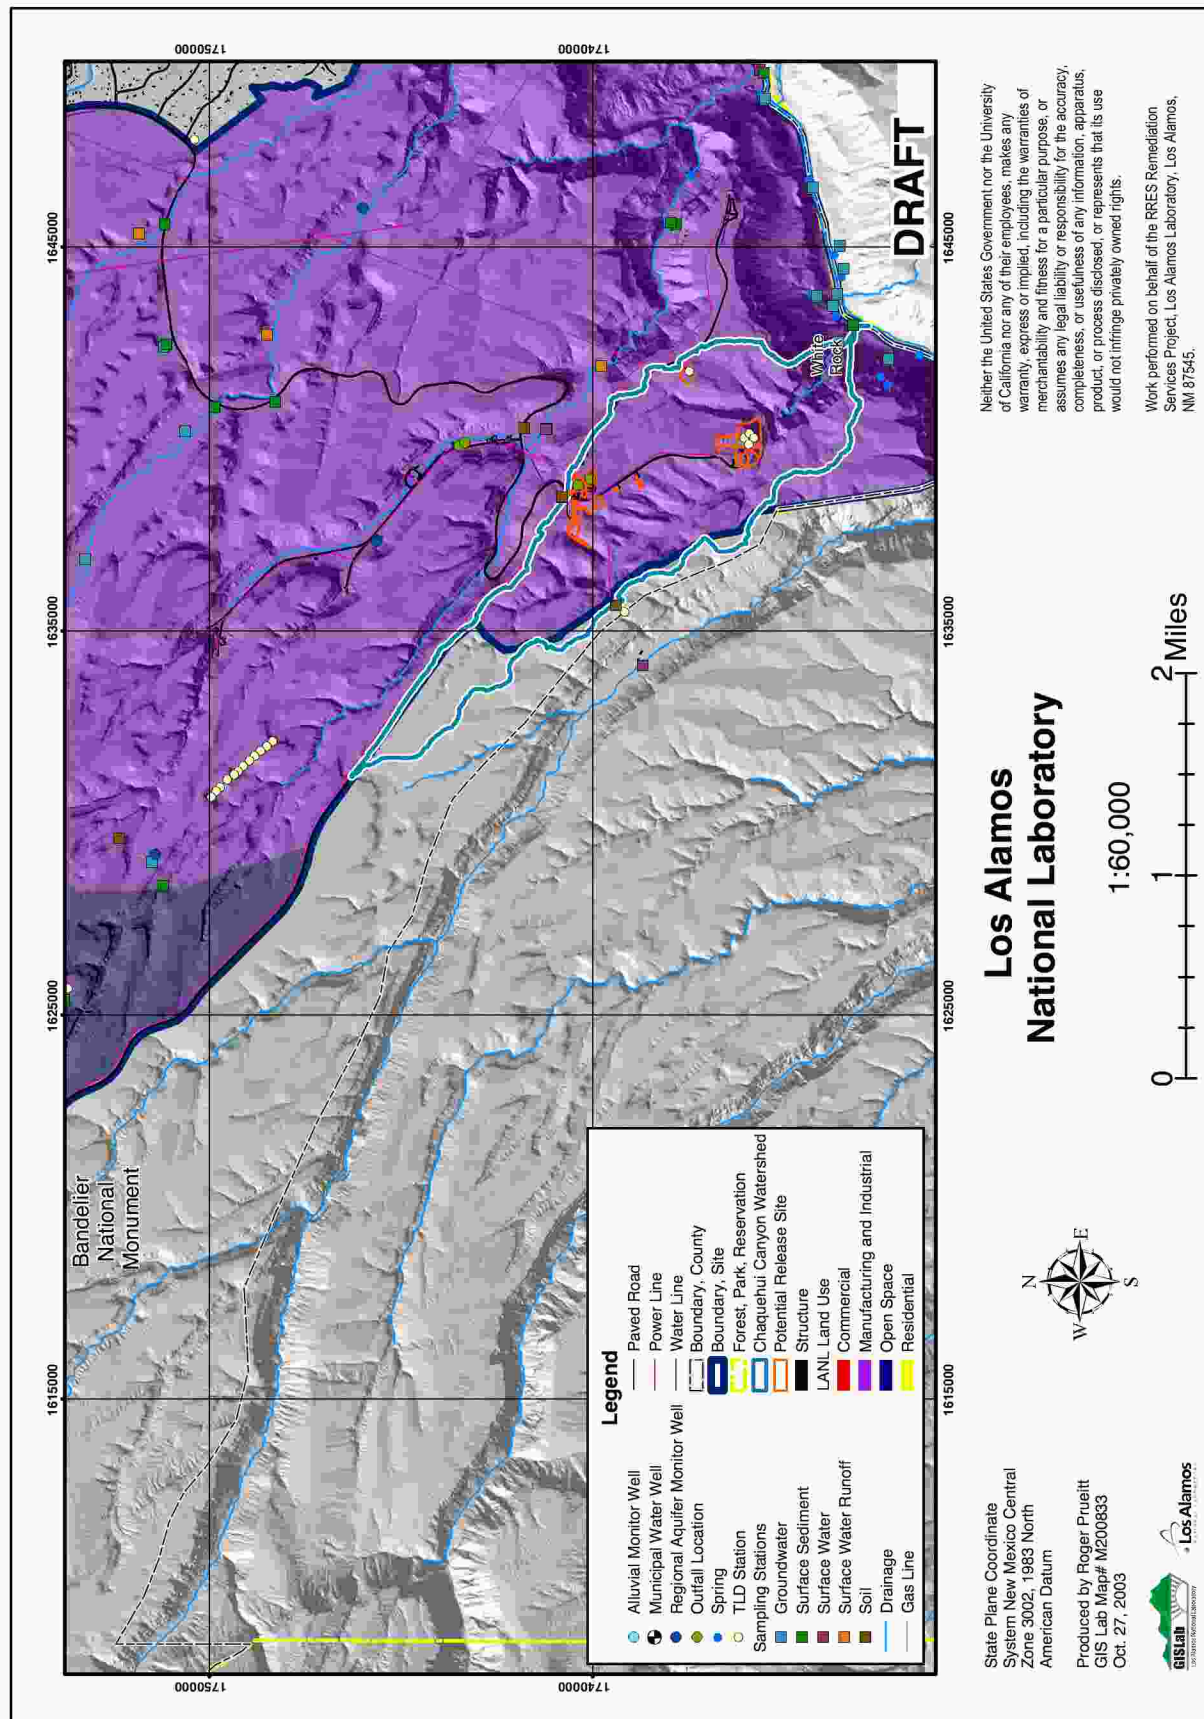 1645000
1635000
1625000
1615000
1750000
1740000
Bandelier
National
Monument
White
Rock
DRAFT
1750000
1740000
Legend
Alluvial Monitor Well
Municipal Water Well
Regional Aquifer Monitor Well
Outfall Location
Spring
TLD Station
Sampling Stations
Groundwater
Surface Sediment
Surface Water
Surface Water Runoff
Soil
Drainage
Gas Line
Paved Road
Power Line
Water Line
Boundary, County
Boundary, Site
Forest, Park, Reservation
Chaquehui Canyon Watershed
Potential Release Site
Structure
LANL Land Use
Commercial
Manufacturing and Industrial
Open Space
Residential
1615000
1625000
1635000
1645000
State Plane Coordinate
System New Mexico Central
Zone 3002, 1983 North
American Datum
Produced by Roger Prueitt
GIS Lab Map# M200833
Oct. 27, 2003
GISLab
Los Alamos
N
W
E
S
Los Alamos
National Laboratory
1:60,000
0
1
2
Miles
Neither the United States Government nor the University
of California nor any of their employees, makes any
warranty, express or implied, including the warranties of
merchantability and fitness for a particular purpose, or
assumes any legal liability or responsibility for the accuracy,
completeness, or usefulness of any information, apparatus,
product, or process disclosed, or represents that its use
would not infringe privately owned rights.
Work performed on behalf of the RRES Remediation
Services Project, Los Alamos Laboratory, Los Alamos,
NM 87545.